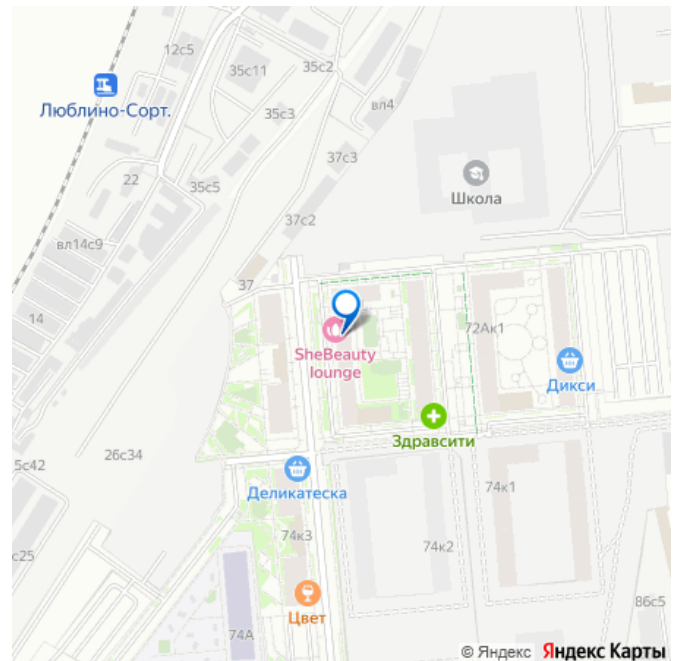 12с5
35с11
35с2
Люблино-Сорт.
35с3
вл4
22
35с5
37с3
Школа
37с2
вл14с9
37
14
SheBeauty
lounge
72Ак1
Дикси
Здравсити
26с34
5с42
Деликатеска
74к1
74к3
74к2
с25
Цвет
86с5
74А
© Яндекс Яндекс Карты